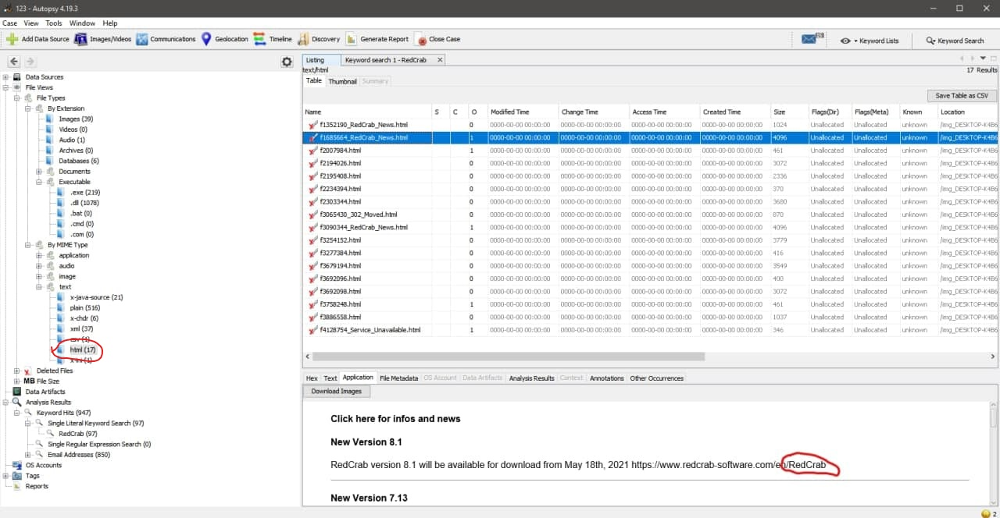 123 - Autopsy 4.19.3
Case View Tools Window Help
Add Data Source Images/Videos Communications Geolocation Timeline Discovery Generate Report Close Case Keyword Lists Keyword Search
Data Sources
File Views
File Types
By Extension
Images (39)
Videos (0)
Audio (1)
Archives (0)
Databases (6)
Documents
Executable
.exe (219)
.dll (1078)
.bat (0)
.cmd (0)
.com (0)
By MIME Type
application
audio
image
text
x-java-source (21)
plain (516)
x-chdr (6)
xml (37)
csv (1)
html (17)
x-ini (1)
Deleted Files
MB File Size
Data Artifacts
Analysis Results
Keyword Hits (947)
Single Literal Keyword Search (97)
RedCrab (97)
Single Regular Expression Search (0)
Email Addresses (850)
OS Accounts
Tags
Reports
Listing Keyword search 1 - RedCrab
text/html 17 Results
Table Thumbnail Summary
Save Table as CSV
Name S C O Modified Time Change Time Access Time Created Time Size Flags(Dir) Flags(Meta) Known Location
f1352190_RedCrab_News.html 0 0000-00-00 00:00:00 0000-00-00 00:00:00 0000-00-00 00:00:00 0000-00-00 00:00:00 1024 Unallocated Unallocated unknown /img_DESKTOP-K4B6
f1685664_RedCrab_News.html 1 0000-00-00 00:00:00 0000-00-00 00:00:00 0000-00-00 00:00:00 0000-00-00 00:00:00 4096 Unallocated Unallocated unknown /img_DESKTOP-K4B6
f2007984.html 1 0000-00-00 00:00:00 0000-00-00 00:00:00 0000-00-00 00:00:00 0000-00-00 00:00:00 461 Unallocated Unallocated unknown /img_DESKTOP-K4B6
f2194026.html 0 0000-00-00 00:00:00 0000-00-00 00:00:00 0000-00-00 00:00:00 0000-00-00 00:00:00 3072 Unallocated Unallocated unknown /img_DESKTOP-K4B6
f2195408.html 0 0000-00-00 00:00:00 0000-00-00 00:00:00 0000-00-00 00:00:00 0000-00-00 00:00:00 2336 Unallocated Unallocated unknown /img_DESKTOP-K4B6
f2234394.html 0 0000-00-00 00:00:00 0000-00-00 00:00:00 0000-00-00 00:00:00 0000-00-00 00:00:00 370 Unallocated Unallocated unknown /img_DESKTOP-K4B6
f2303344.html 0 0000-00-00 00:00:00 0000-00-00 00:00:00 0000-00-00 00:00:00 0000-00-00 00:00:00 3680 Unallocated Unallocated unknown /img_DESKTOP-K4B6
f3065430_302_Moved.html 0 0000-00-00 00:00:00 0000-00-00 00:00:00 0000-00-00 00:00:00 0000-00-00 00:00:00 870 Unallocated Unallocated unknown /img_DESKTOP-K4B6
f3090344_RedCrab_News.html 1 0000-00-00 00:00:00 0000-00-00 00:00:00 0000-00-00 00:00:00 0000-00-00 00:00:00 4096 Unallocated Unallocated unknown /img_DESKTOP-K4B6
f3254152.html 0 0000-00-00 00:00:00 0000-00-00 00:00:00 0000-00-00 00:00:00 0000-00-00 00:00:00 3779 Unallocated Unallocated unknown /img_DESKTOP-K4B6
f3277384.html 0 0000-00-00 00:00:00 0000-00-00 00:00:00 0000-00-00 00:00:00 0000-00-00 00:00:00 416 Unallocated Unallocated unknown /img_DESKTOP-K4B6
f3679194.html 0 0000-00-00 00:00:00 0000-00-00 00:00:00 0000-00-00 00:00:00 0000-00-00 00:00:00 3549 Unallocated Unallocated unknown /img_DESKTOP-K4B6
f3692096.html 0 0000-00-00 00:00:00 0000-00-00 00:00:00 0000-00-00 00:00:00 0000-00-00 00:00:00 400 Unallocated Unallocated unknown /img_DESKTOP-K4B6
f3692098.html 0 0000-00-00 00:00:00 0000-00-00 00:00:00 0000-00-00 00:00:00 0000-00-00 00:00:00 3072 Unallocated Unallocated unknown /img_DESKTOP-K4B6
f3758248.html 1 0000-00-00 00:00:00 0000-00-00 00:00:00 0000-00-00 00:00:00 0000-00-00 00:00:00 461 Unallocated Unallocated unknown /img_DESKTOP-K4B6
f3886558.html 0 0000-00-00 00:00:00 0000-00-00 00:00:00 0000-00-00 00:00:00 0000-00-00 00:00:00 1037 Unallocated Unallocated unknown /img_DESKTOP-K4B6
f4128754_Service_Unavailable.html 1 0000-00-00 00:00:00 0000-00-00 00:00:00 0000-00-00 00:00:00 0000-00-00 00:00:00 346 Unallocated Unallocated unknown /img_DESKTOP-K4B6
Hex Text Application File Metadata OS Account Data Artifacts Analysis Results Context Annotations Other Occurrences
Download Images
Click here for infos and news
New Version 8.1
RedCrab version 8.1 will be available for download from May 18th, 2021 https://www.redcrab-software.com/en/RedCrab
New Version 7.13
2